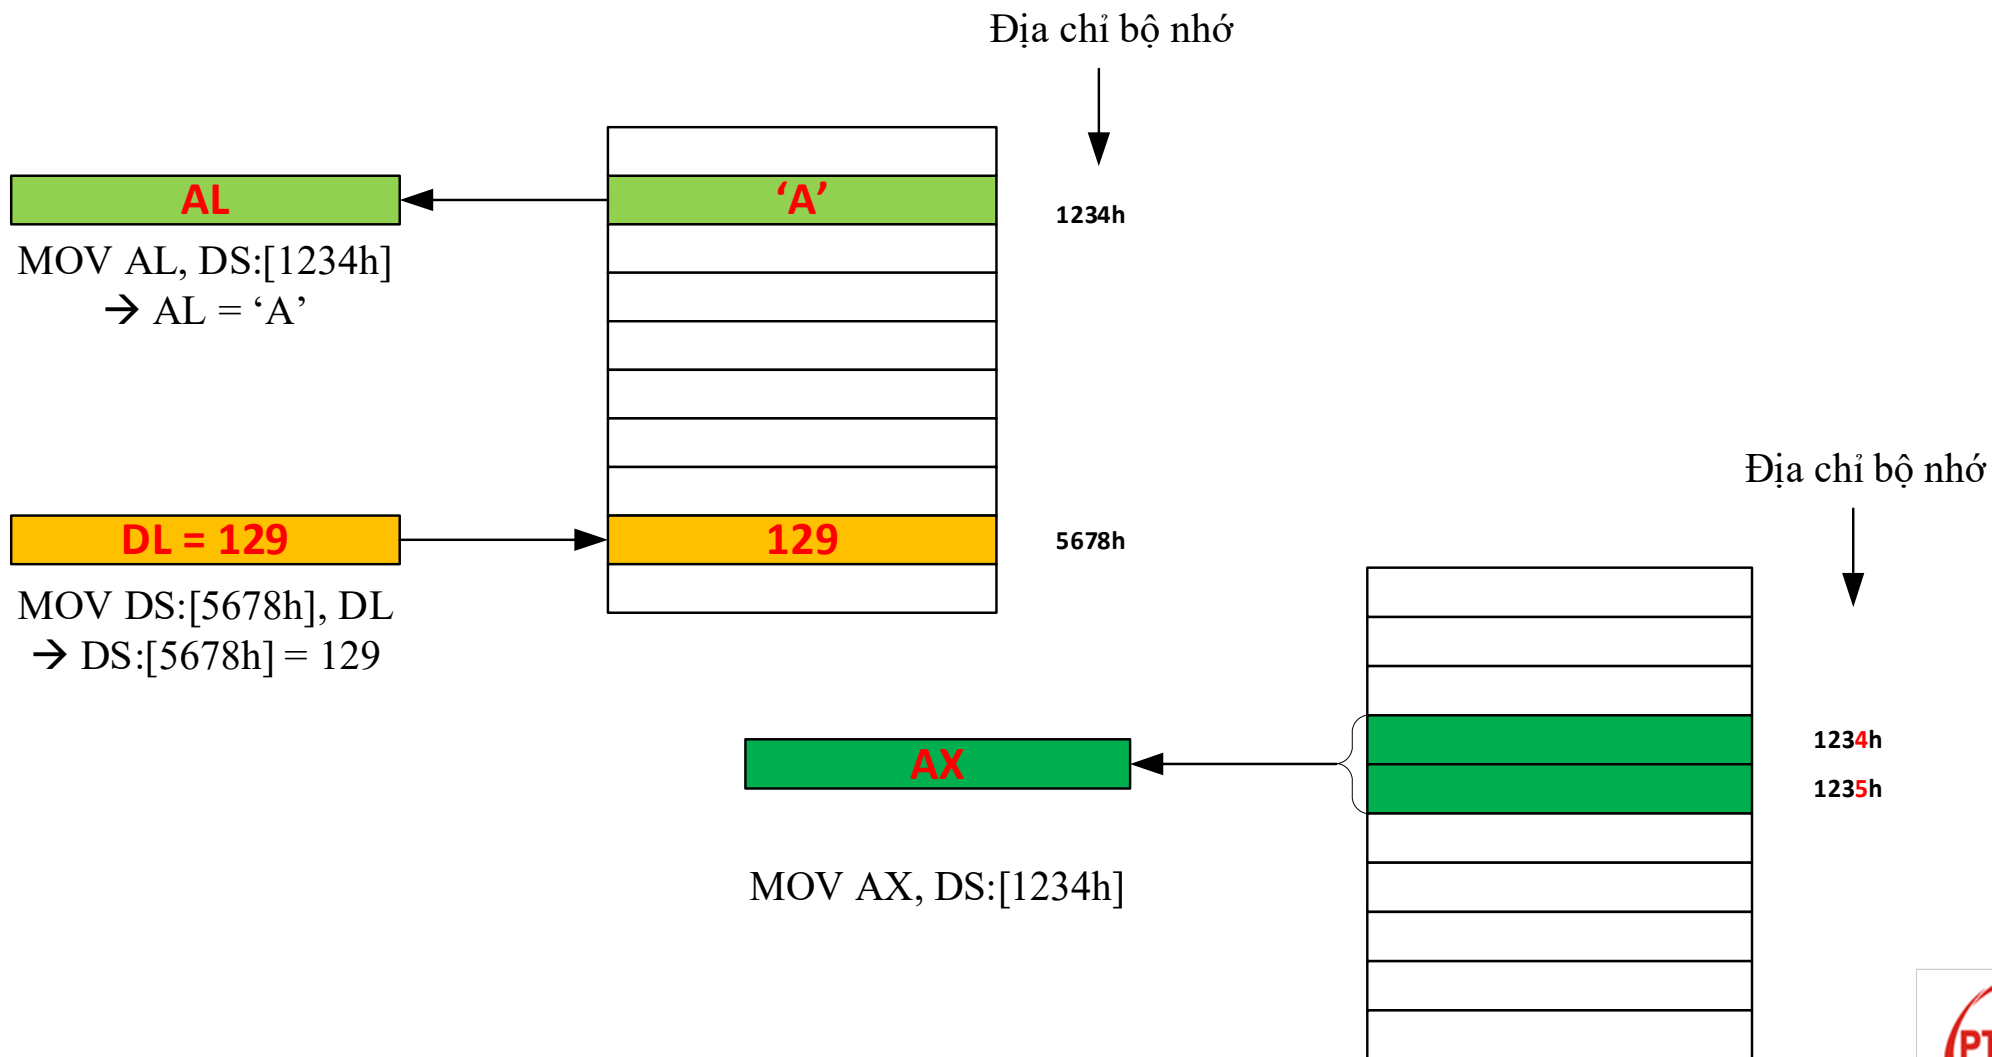 Địa chỉ bộ nhớ
AL
‘A’
1234h
MOV AL, DS:[1234h]
→ AL = ‘A’
DL = 129
129
5678h
MOV DS:[5678h], DL
→ DS:[5678h] = 129
Địa chỉ bộ nhớ
AX
1234h
1235h
MOV AX, DS:[1234h]